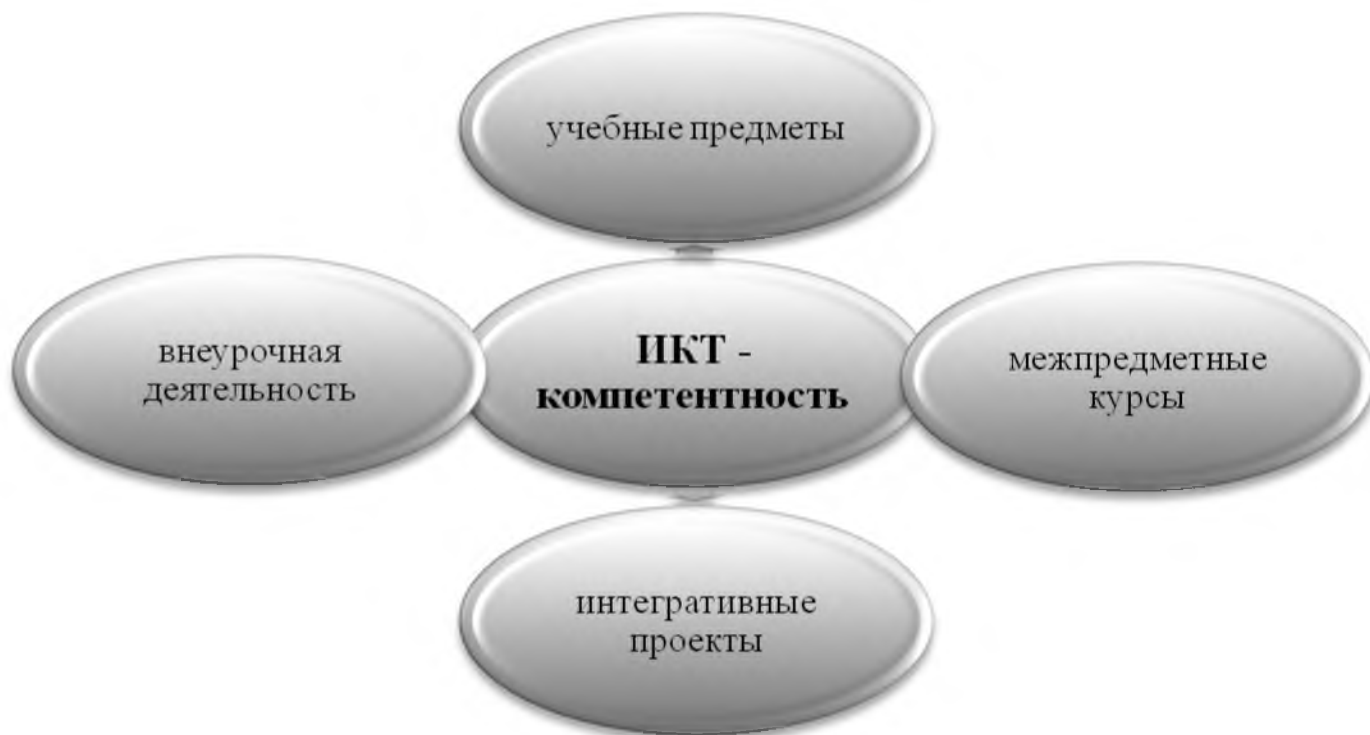 учебные предметы
внеурочная
деятельность
ИКТ -
компетентность
межпредметные
курсы
интегративные
проекты